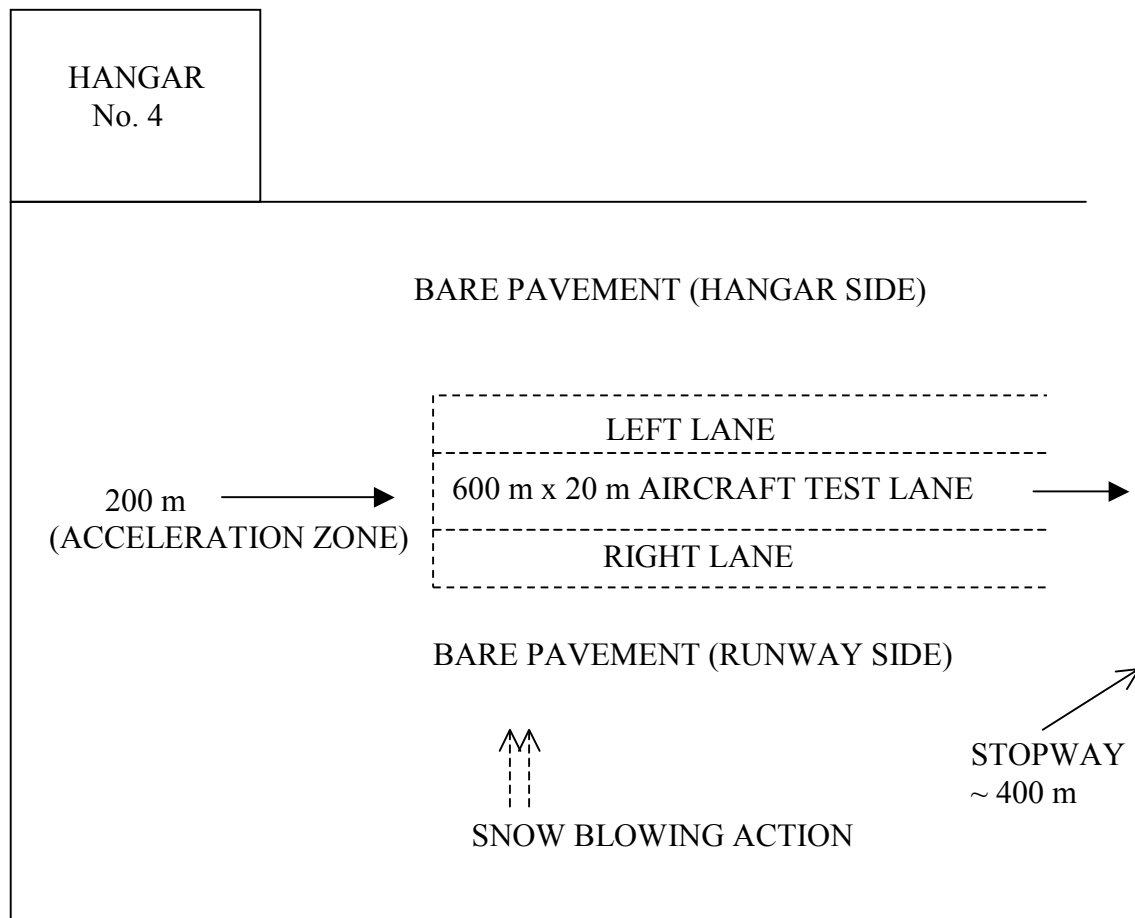 HANGAR
No. 4
BARE PAVEMENT (HANGAR SIDE)
LEFT LANE
600 m x 20 m AIRCRAFT TEST LANE
200 m
(ACCELERATION ZONE)
RIGHT LANE
BARE PAVEMENT (RUNWAY SIDE)
STOPWAY
~ 400 m
SNOW BLOWING ACTION